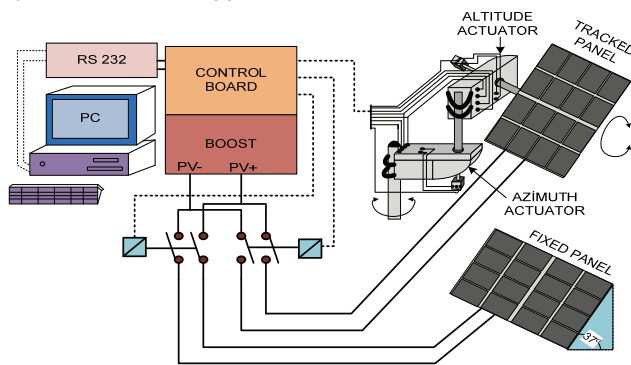 ALTITUDE
ACTUATOR
TRACKED
PANEL
RS 232
CONTROL
BOARD
PC
BOOST
PV-
PV+
AZİMUTH
ACTUATOR
FIXED PANEL
37°